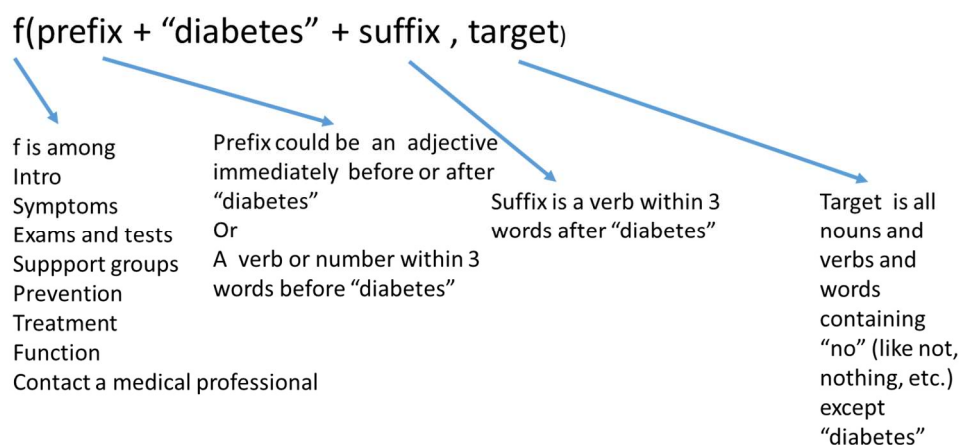 f(prefix + “diabetes” + suffix , target)
f is among
Intro
Symptoms
Exams and tests
Suppport groups
Prevention
Treatment
Function
Contact a medical professional
Prefix could be an adjective
immediately before or after
“diabetes”
Or
A verb or number within 3
words before “diabetes”
Suffix is a verb within 3
words after “diabetes”
Target is all
nouns and
verbs and
words
containing
“no” (like not,
nothing, etc.)
except
“diabetes”